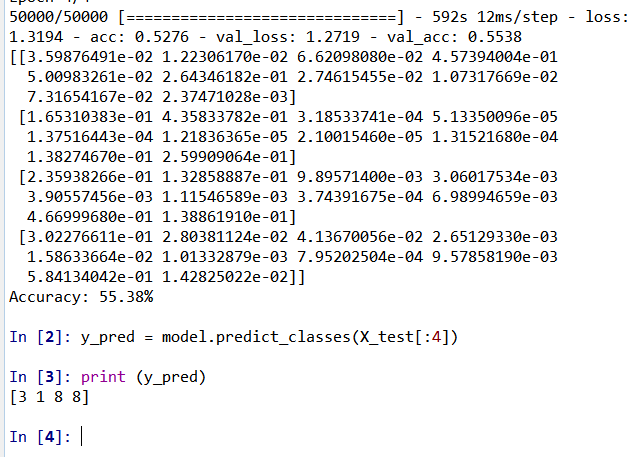 50000/50000 [==============================] - 592s 12ms/step - loss:
1.3194 - acc: 0.5276 - val_loss: 1.2719 - val_acc: 0.5538
[[3.59876491e-02 1.22306170e-02 6.62098080e-02 4.57394004e-01
5.00983261e-02 2.64346182e-01 2.74615455e-02 1.07317669e-02
7.31654167e-02 2.37471028e-03]
[1.65310383e-01 4.35833782e-01 3.18533741e-04 5.13350096e-05
1.37516443e-04 1.21836365e-05 2.10015460e-05 1.31521680e-04
1.38274670e-01 2.59909064e-01]
[2.35938266e-01 1.32858887e-01 9.89571400e-03 3.06017534e-03
3.90557456e-03 1.11546589e-03 3.74391675e-04 6.98994659e-03
4.66999680e-01 1.38861910e-01]
[3.02276611e-01 2.80381124e-02 4.13670056e-02 2.65129330e-03
1.58633664e-02 1.01332879e-03 7.95202504e-04 9.57858190e-03
5.84134042e-01 1.42825022e-02]]
Accuracy: 55.38%
In [2]: y_pred = model.predict_classes(X_test[:4])
In [3]: print (y_pred)
[3 1 8 8]
In [4]: